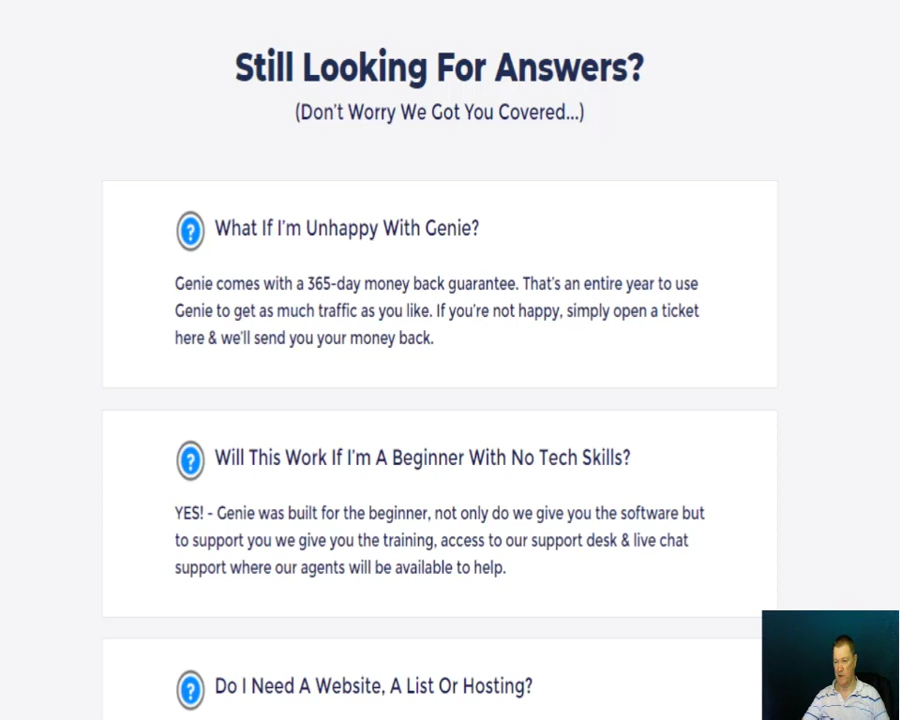 Still Looking For Answers?
(Don't Worry We Got You Covered...)
? What If I'm Unhappy With Genie?
Genie comes with a 365-day money back guarantee. That's an entire year to use
Genie to get as much traffic as you like. If you're not happy, simply open a ticket
here & we'll send you your money back.
? Will This Work If I'm A Beginner With No Tech Skills?
YES! - Genie was built for the beginner, not only do we give you the software but
to support you we give you the training, access to our support desk & live chat
support where our agents will be available to help.
? Do I Need A Website, A List Or Hosting?